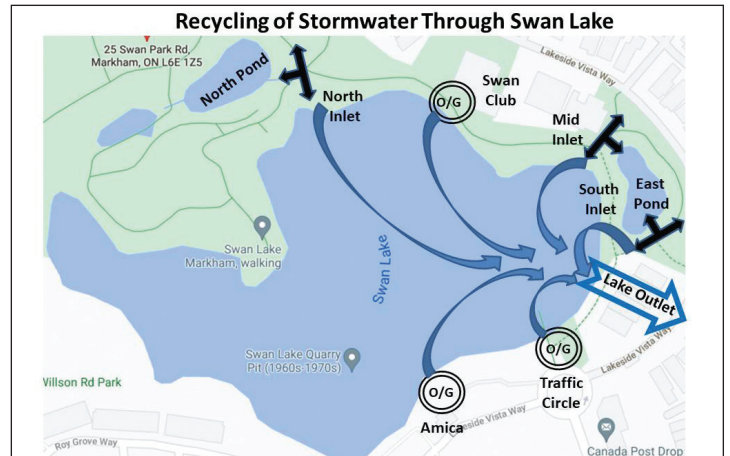 Recycling of Stormwater Through Swan Lake
25 Swan Park Rd,
Markham, ON L6E 1Z5
Lakeside Vista Way
North Pond
North
Inlet
O/G
Swan
Club
Mid
Inlet
South
Inlet
East
Pond
Swan Lake
Markham, walking
Swan Lake
Lake Outlet
Swan Lake Quarry
Pit (1960s-1970s)
O/G
Traffic
Circle
Lakeside Vista Way
Willson Rd Park
O/G
Amica
Lakeside Vista Way
Roy Grove Way
Canada Post Drop